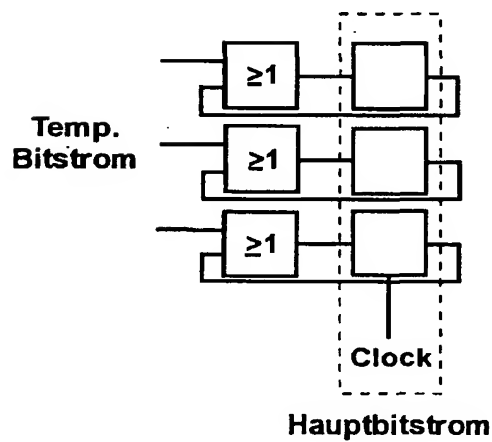 ≥1
Temp.
Bitstrom
≥1
≥1
Clock
Hauptbitstrom